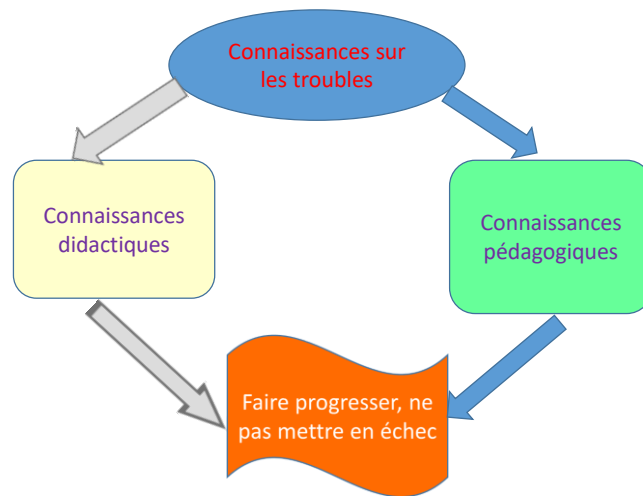 Connaissances sur
les troubles
Connaissances
didactiques
Connaissances
pédagogiques
Faire progresser, ne
pas mettre en échec